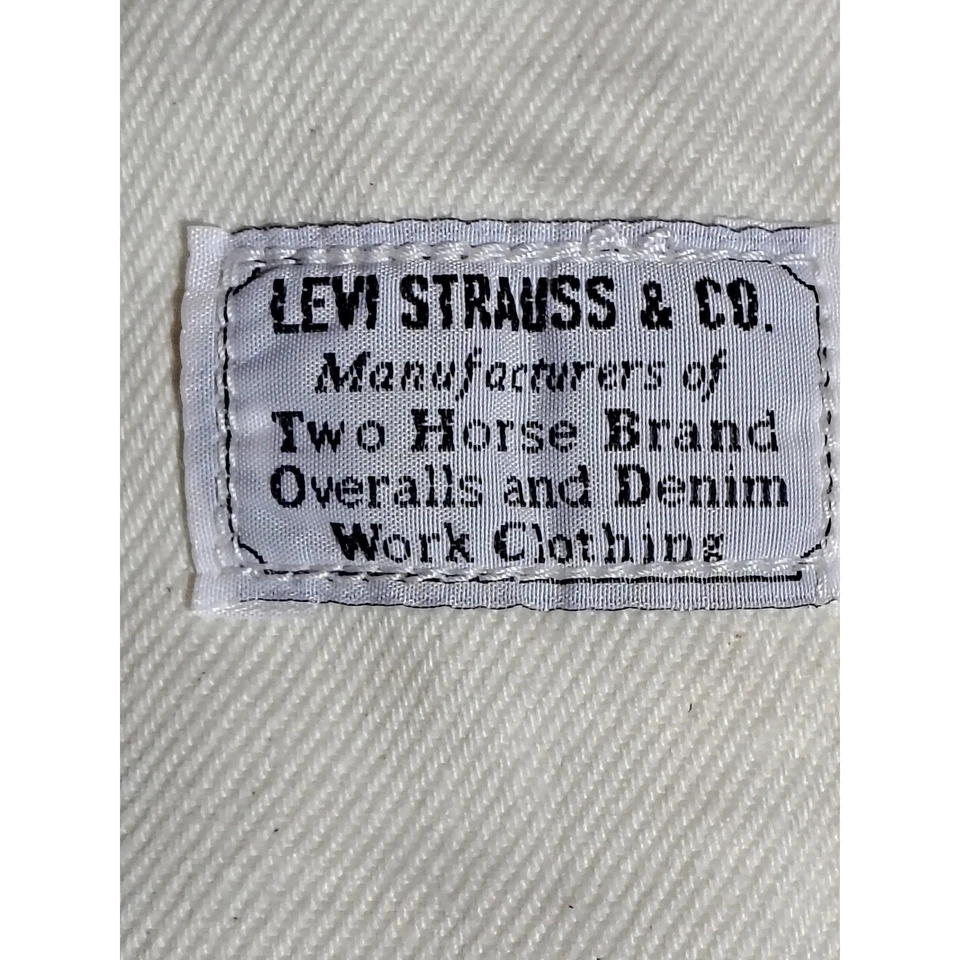 LEVI STRAUSS & CO.
Manufacturers of
Two Horse Brand
Overalls and Denim
Work Clothing